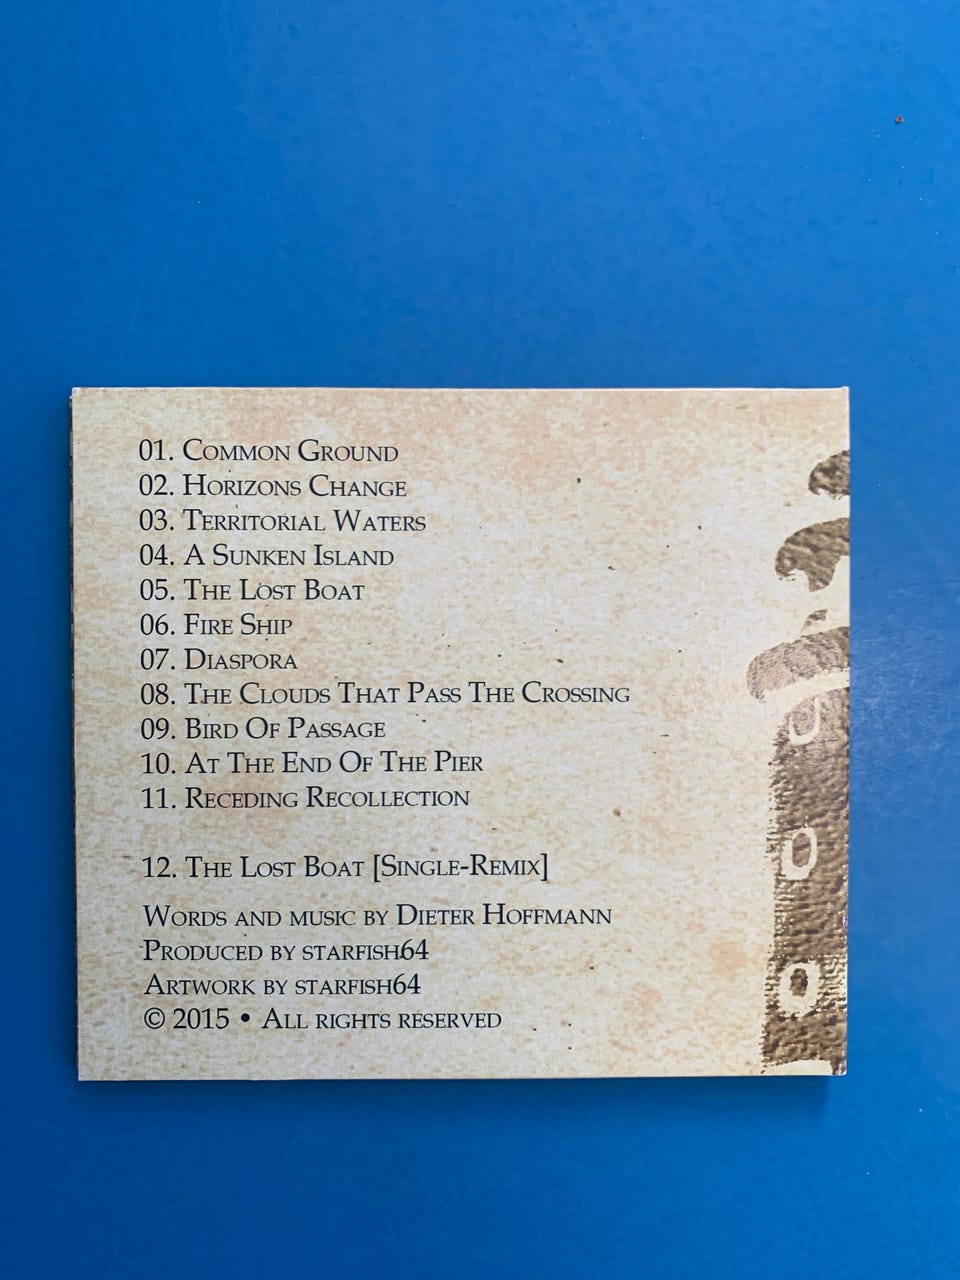 01. Common Ground
02. Horizons Change
03. Territorial Waters
04. A Sunken Island
05. The Lost Boat
06. Fire Ship
07. Diaspora
08. The Clouds That Pass The Crossing
09. Bird Of Passage
10. At The End Of The Pier
11. Receding Recollection
12. The Lost Boat [Single-Remix]
Words and music by Dieter Hoffmann
Produced by starfish64
Artwork by starfish64
© 2015 • All rights reserved